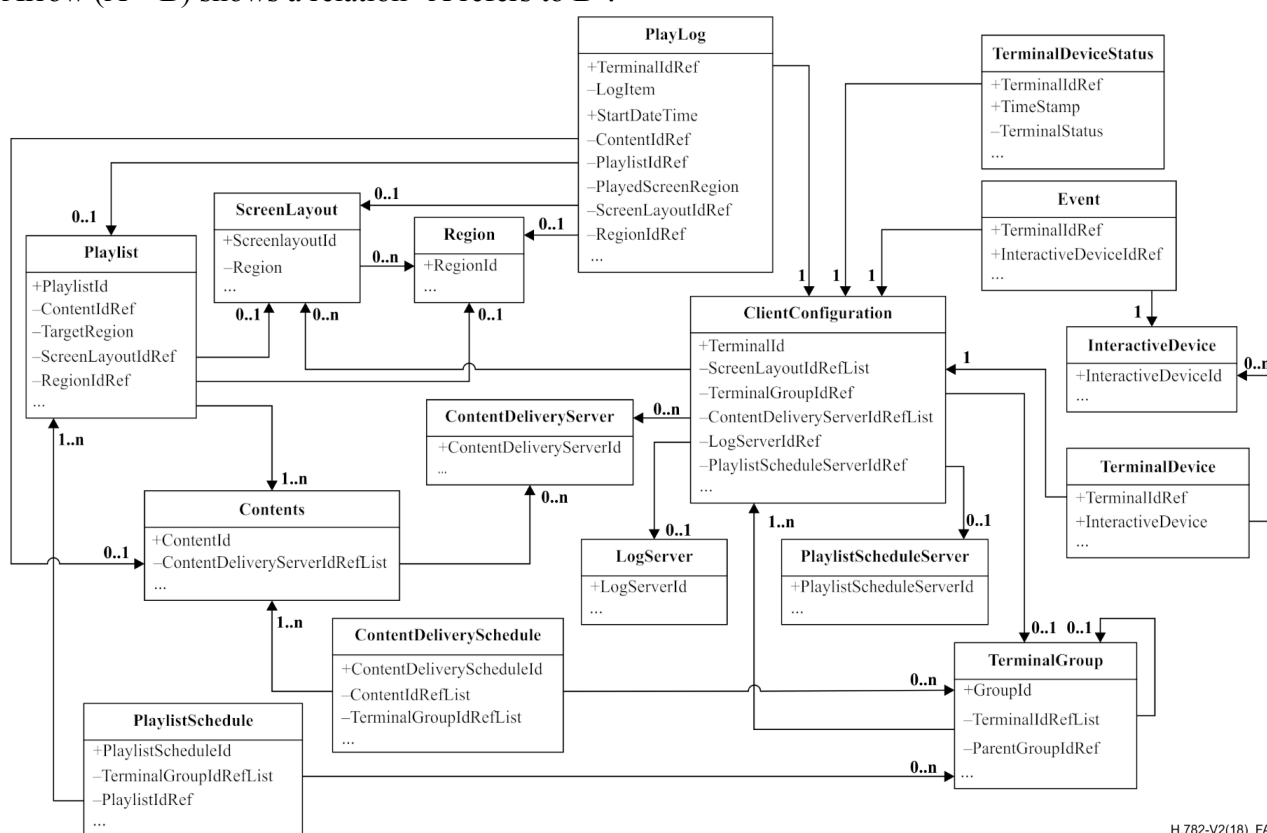 PlayLog
+TerminalIdRef
–LogItem
+StartDateTime
–ContentIdRef
–PlaylistIdRef
–PlayedScreenRegion
–ScreenLayoutIdRef
–RegionIdRef
...
TerminalDeviceStatus
+TerminalIdRef
+TimeStamp
–TerminalStatus
...
Event
+TerminalIdRef
+InteractiveDeviceIdRef
...
ScreenLayout
+ScreenlayoutId
–Region
...
Region
+RegionId
...
Playlist
+PlaylistId
–ContentIdRef
–TargetRegion
–ScreenLayoutIdRef
–RegionIdRef
...
0..1
0..1
0..1
0..n
0..1
0..n
0..1
1
1
1
1
ClientConfiguration
+TerminalId
–ScreenLayoutIdRefList
–TerminalGroupIdRef
–ContentDeliveryServerIdRefList
–LogServerIdRef
–PlaylistScheduleServerIdRef
...
InteractiveDevice
+InteractiveDeviceId
...
1
0..n
ContentDeliveryServer
+ContentDeliveryServerId
...
0..n
0..n
TerminalDevice
+TerminalIdRef
+InteractiveDevice
...
1..n
1..n
Contents
+ContentId
–ContentDeliveryServerIdRefList
...
0..1
1..n
LogServer
+LogServerId
...
0..1
PlaylistScheduleServer
+PlaylistScheduleServerId
...
0..1
1..n
ContentDeliverySchedule
+ContentDeliveryScheduleId
–ContentIdRefList
–TerminalGroupIdRefList
...
0..1
0..1
TerminalGroup
+GroupId
–TerminalIdRefList
–ParentGroupIdRef
...
0..n
0..n
PlaylistSchedule
+PlaylistScheduleId
–TerminalGroupIdRefList
–PlaylistIdRef
...